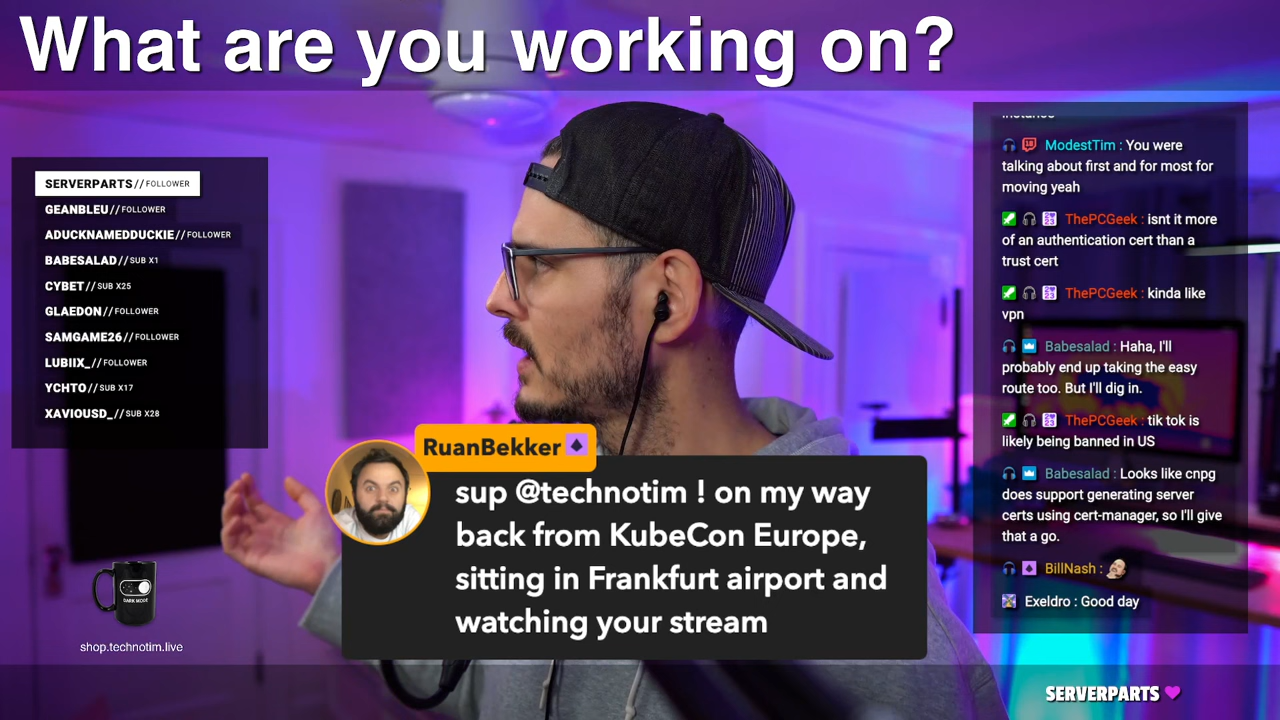 What are you working on?
SERVERPARTS//FOLLOWER
GEANBLEU//FOLLOWER
ADUCKNAMEDDUCKIE//FOLLOWER
BABESALAD//SUB X1
CYBET//SUB X25
GLAEDON//FOLLOWER
SAMGAME26//FOLLOWER
LUBIIX_//FOLLOWER
YCHTO//SUB X17
XAVIOUSD_//SUB X28
DARK MODE
shop.technotim.live
RuanBekker
sup @technotim ! on my way
back from KubeCon Europe,
sitting in Frankfurt airport and
watching your stream
ModestTim : You were
talking about first and for most for
moving yeah
ThePCGeek : isnt it more
of an authentication cert than a
trust cert
ThePCGeek : kinda like
vpn
Babesalad : Haha, I'll
probably end up taking the easy
route too. But I'll dig in.
ThePCGeek : tik tok is
likely being banned in US
Babesalad : Looks like cnpg
does support generating server
certs using cert-manager, so I'll give
that a go.
BillNash :
Exeldro : Good day
SERVERPARTS